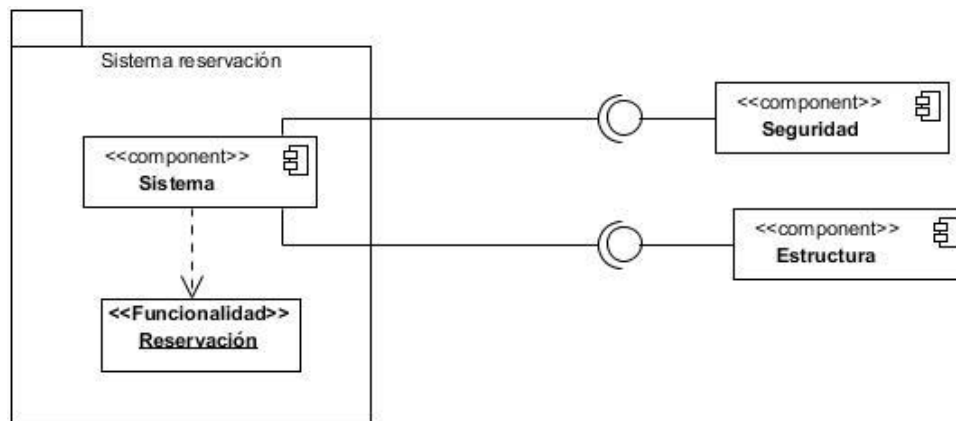 Sistema reservación
<<component>>
Sistema
<<Funcionalidad>>
Reservación
<<component>>
Seguridad
<<component>>
Estructura